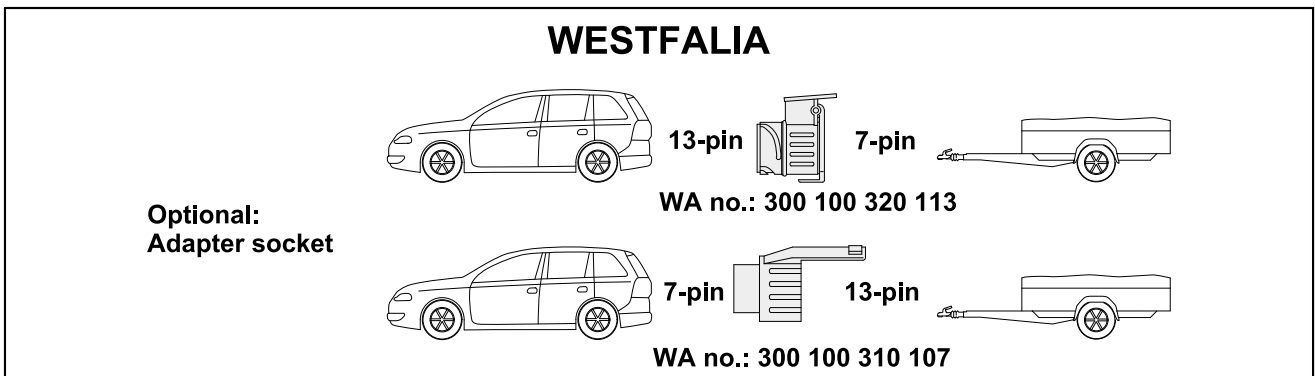 WESTFALIA
13-pin 7-pin
WA no.: 300 100 320 113
Optional:
Adapter socket
7-pin 13-pin
WA no.: 300 100 310 107